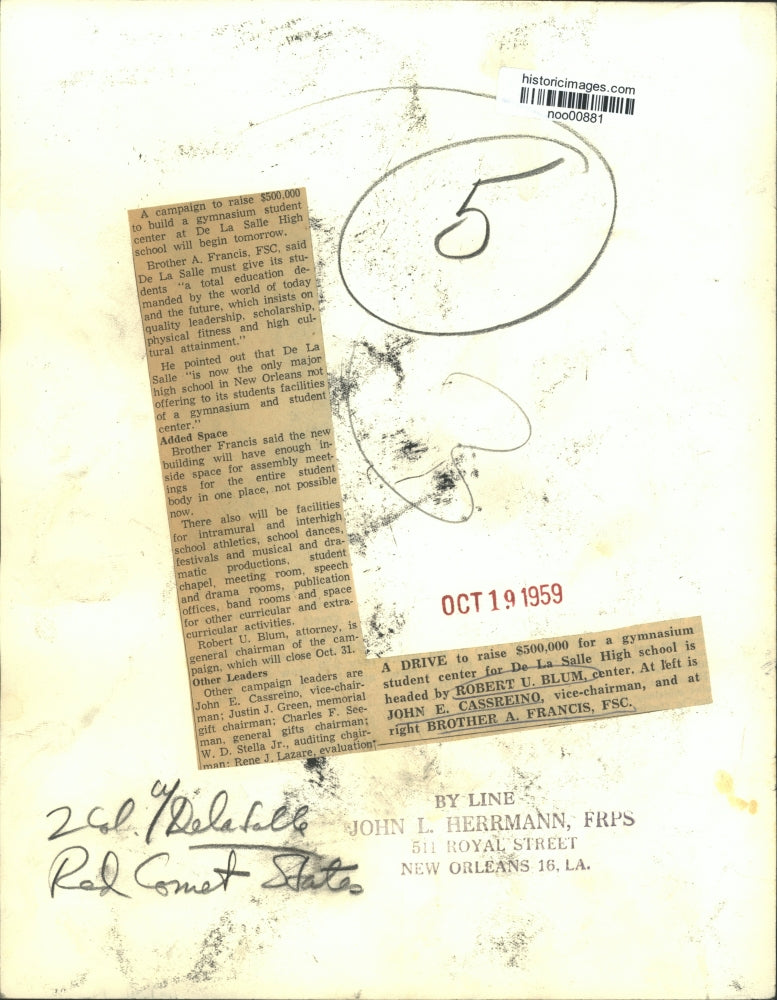 historicimages.com
noo00881
5
A campaign to raise $500,000
to build a gymnasium student
center at De La Salle High
school will begin tomorrow.
Brother A. Francis, FSC, said
De La Salle must give its stu-
dents "a total education de-
manded by the world of today
and the future, which insists on
quality leadership, scholarship,
physical fitness and high cul-
tural attainment."
He pointed out that De La
Salle "is now the only major
high school in New Orleans not
offering to its students facilities
of a gymnasium and student
center."
Added Space
Brother Francis said the new
building will have enough in-
side space for assembly meet-
ings for the entire student
body in one place, not possible
now.
There also will be facilities
for intramural and interhigh
school athletics, school dances,
festivals and musical and dra-
matic productions, student
chapel, meeting room, speech
and drama rooms, publication
offices, band rooms and space
for other curricular and extra-
curricular activities.
Robert U. Blum, attorney, is
general chairman of the cam-
paign, which will close Oct. 31.
Other Leaders
Other campaign leaders are
John E. Cassreino, vice-chair-
man; Justin J. Green, memorial
gift chairman; Charles F. See-
man, general gifts chairman;
W. D. Stella Jr., auditing chair-
man; Rene J. Lazare, evaluation
OCT 19 1959
A DRIVE to raise $500,000 for a gymnasium
student center for De La Salle High school is
headed by ROBERT U. BLUM, center. At left is
JOHN E. CASSREINO, vice-chairman, and at
right BROTHER A. FRANCIS, FSC.
2 Col. Delasalle
Red Comet States
BY LINE
JOHN L. HERRMANN, FRPS
511 ROYAL STREET
NEW ORLEANS 16, LA.